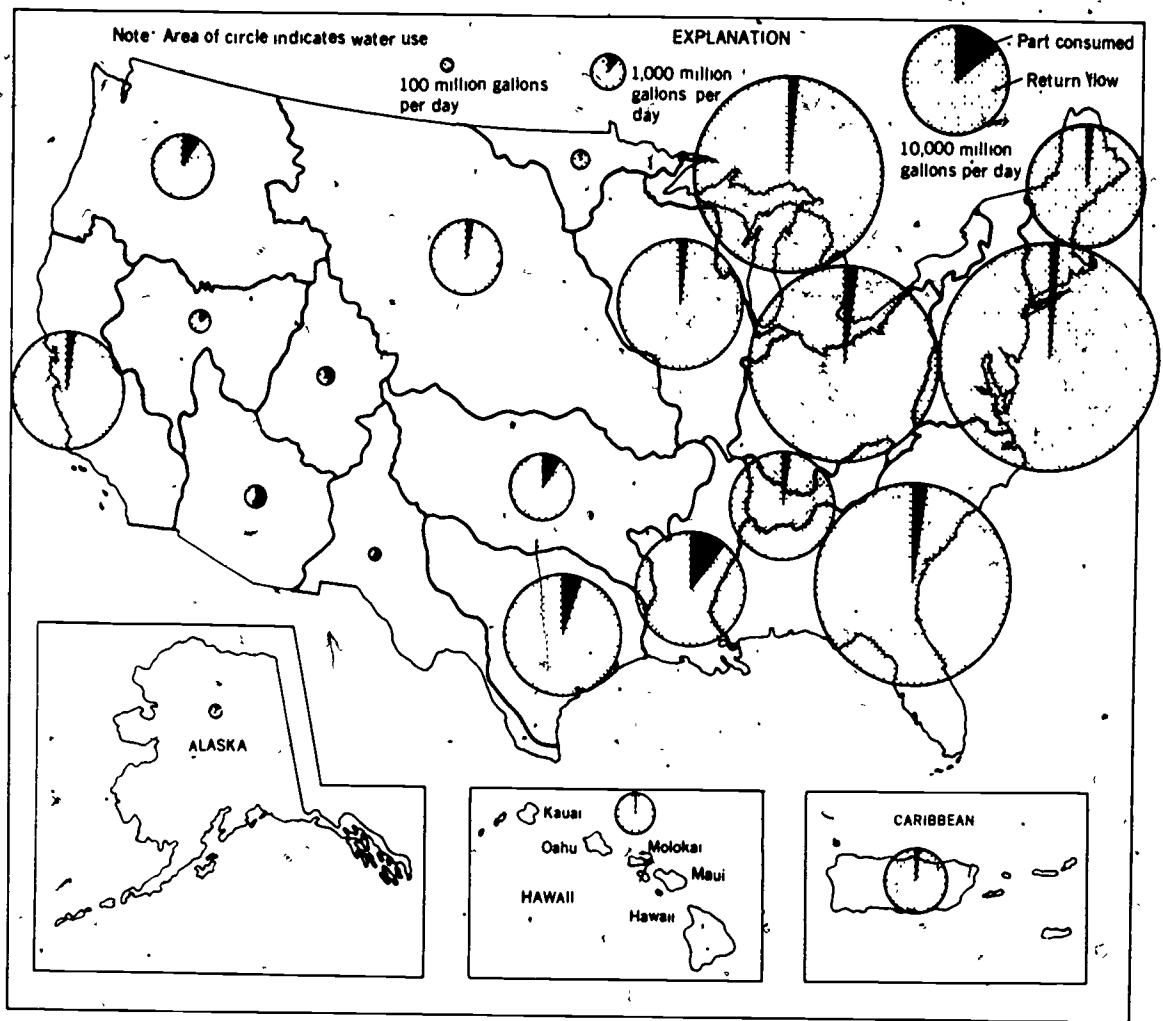 Note: Area of circle indicates water use
EXPLANATION
100 million gallons
per day
1,000 million
gallons per
day
Part consumed
Return flow
10,000 million
gallons per day
ALASKA
Kauai
Oahu
Molokai
Maui
HAWAII
Hawaii
CARIBBEAN